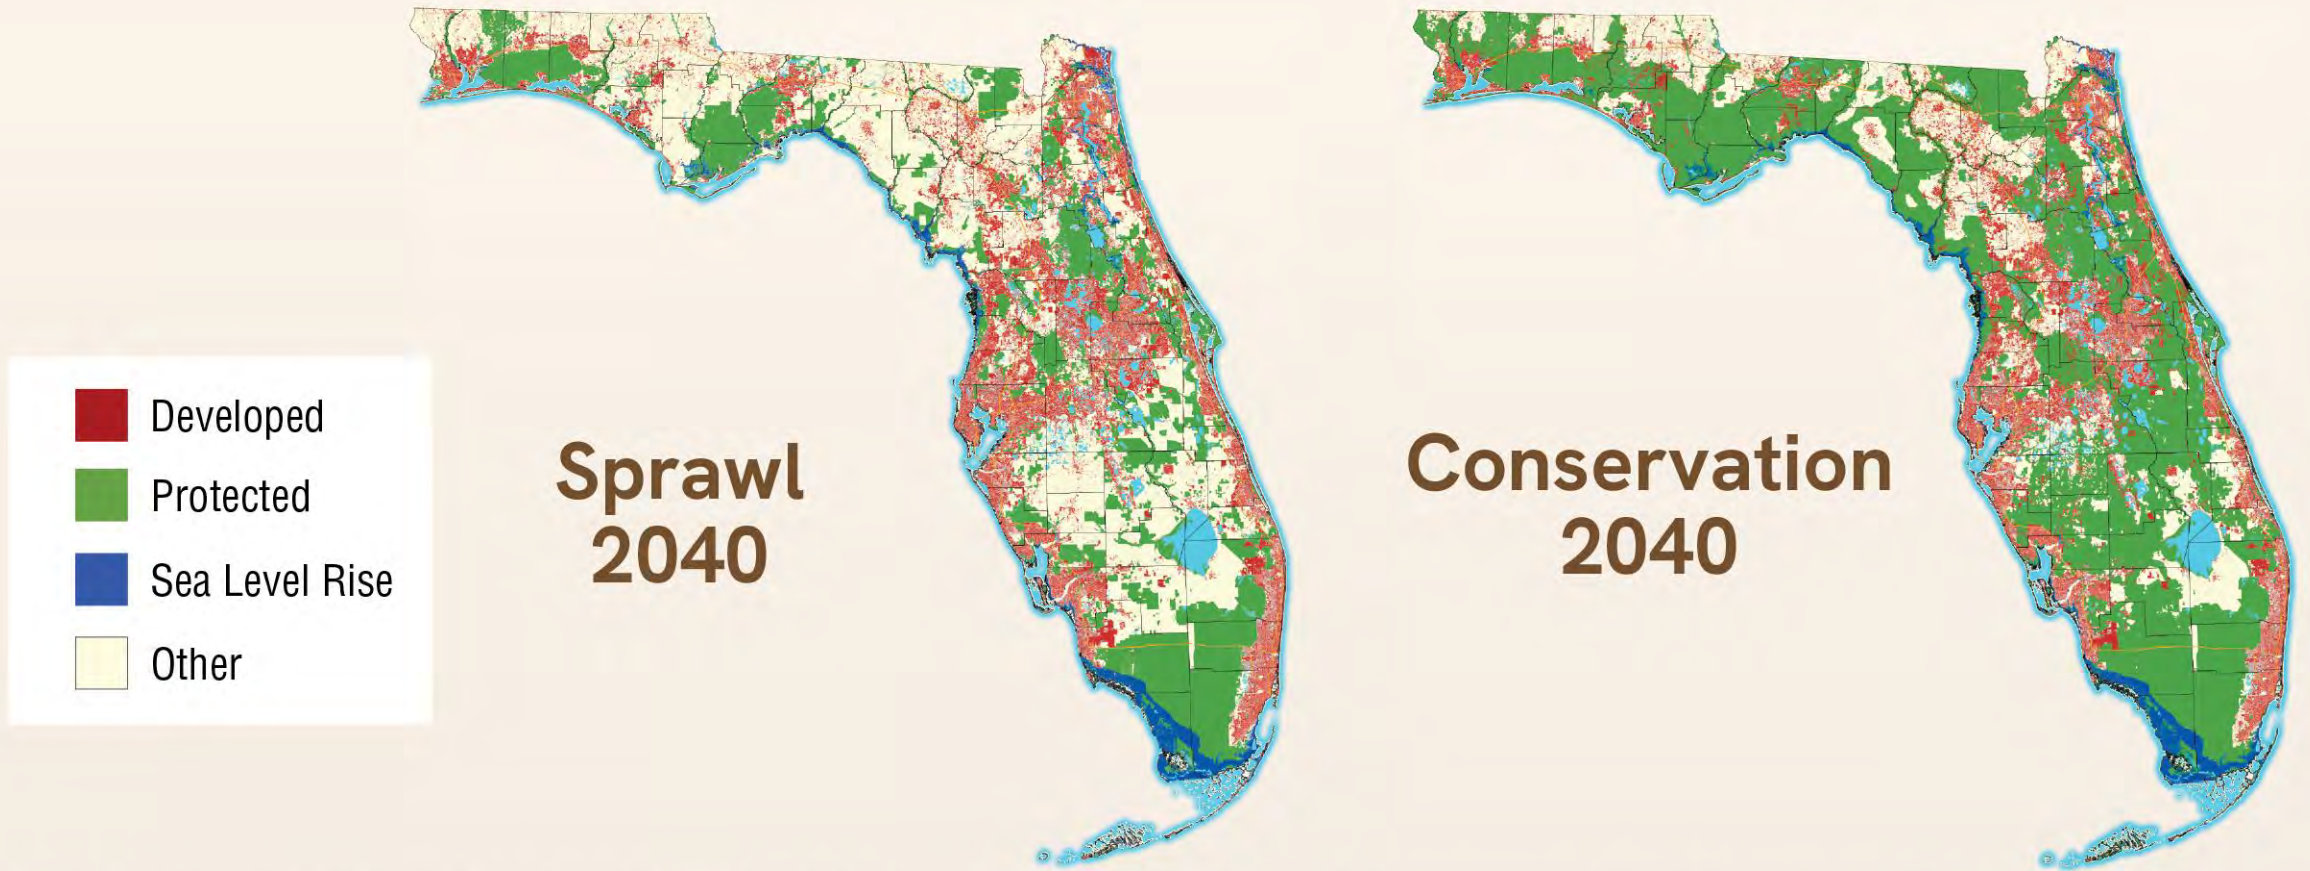 Developed
Protected
Sea Level Rise
Other
Sprawl
2040
Conservation
2040